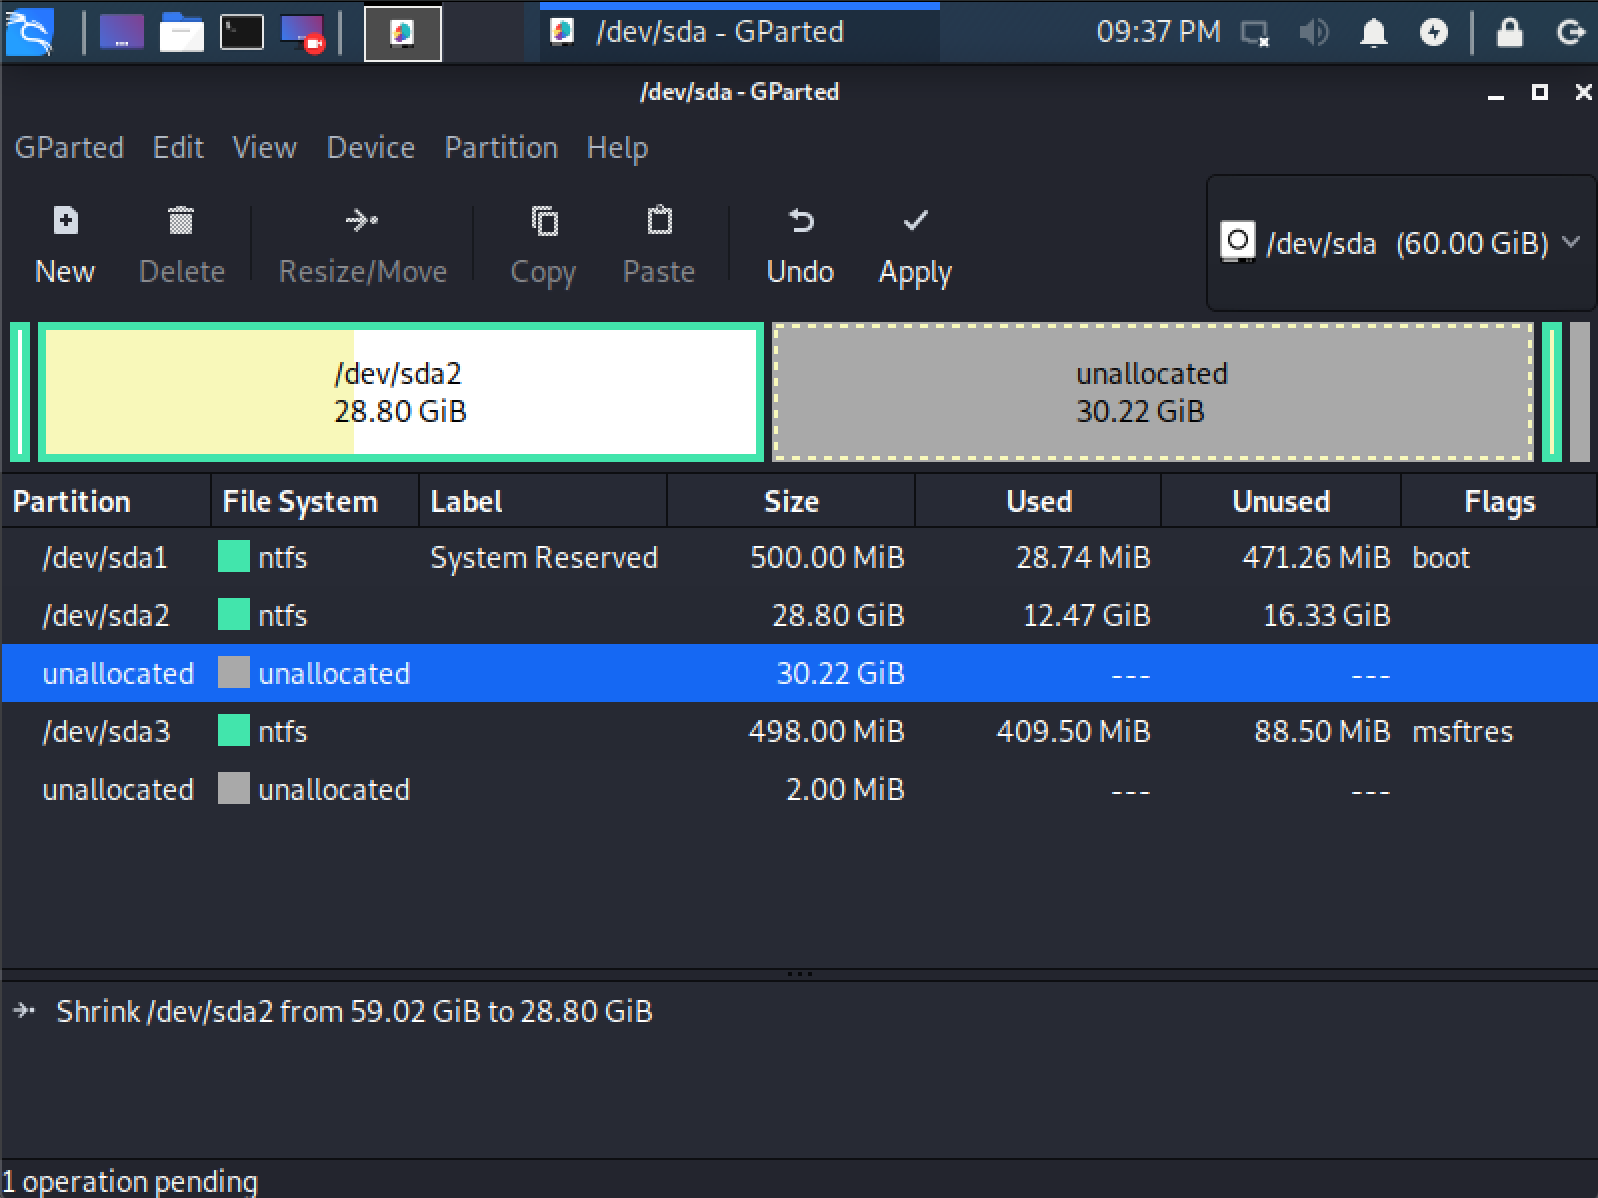 /dev/sda - GParted 09:37 PM
/dev/sda - GParted
GParted Edit View Device Partition Help
New Delete Resize/Move Copy Paste Undo Apply /dev/sda (60.00 GiB)
/dev/sda2
28.80 GiB
unallocated
30.22 GiB
Partition File System Label Size Used Unused Flags
/dev/sda1 ntfs System Reserved 500.00 MiB 28.74 MiB 471.26 MiB boot
/dev/sda2 ntfs 28.80 GiB 12.47 GiB 16.33 GiB
unallocated unallocated 30.22 GiB --- ---
/dev/sda3 ntfs 498.00 MiB 409.50 MiB 88.50 MiB msftres
unallocated unallocated 2.00 MiB --- ---
Shrink /dev/sda2 from 59.02 GiB to 28.80 GiB
1 operation pending